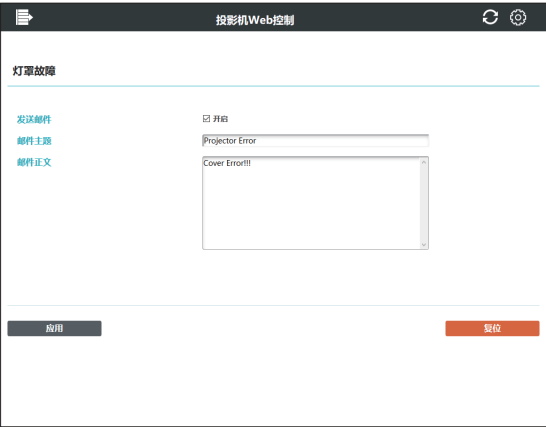 投影机Web控制
灯罩故障
发送邮件
开启
邮件主题
Projector Error
邮件正文
Cover Error!!!
应用
复位